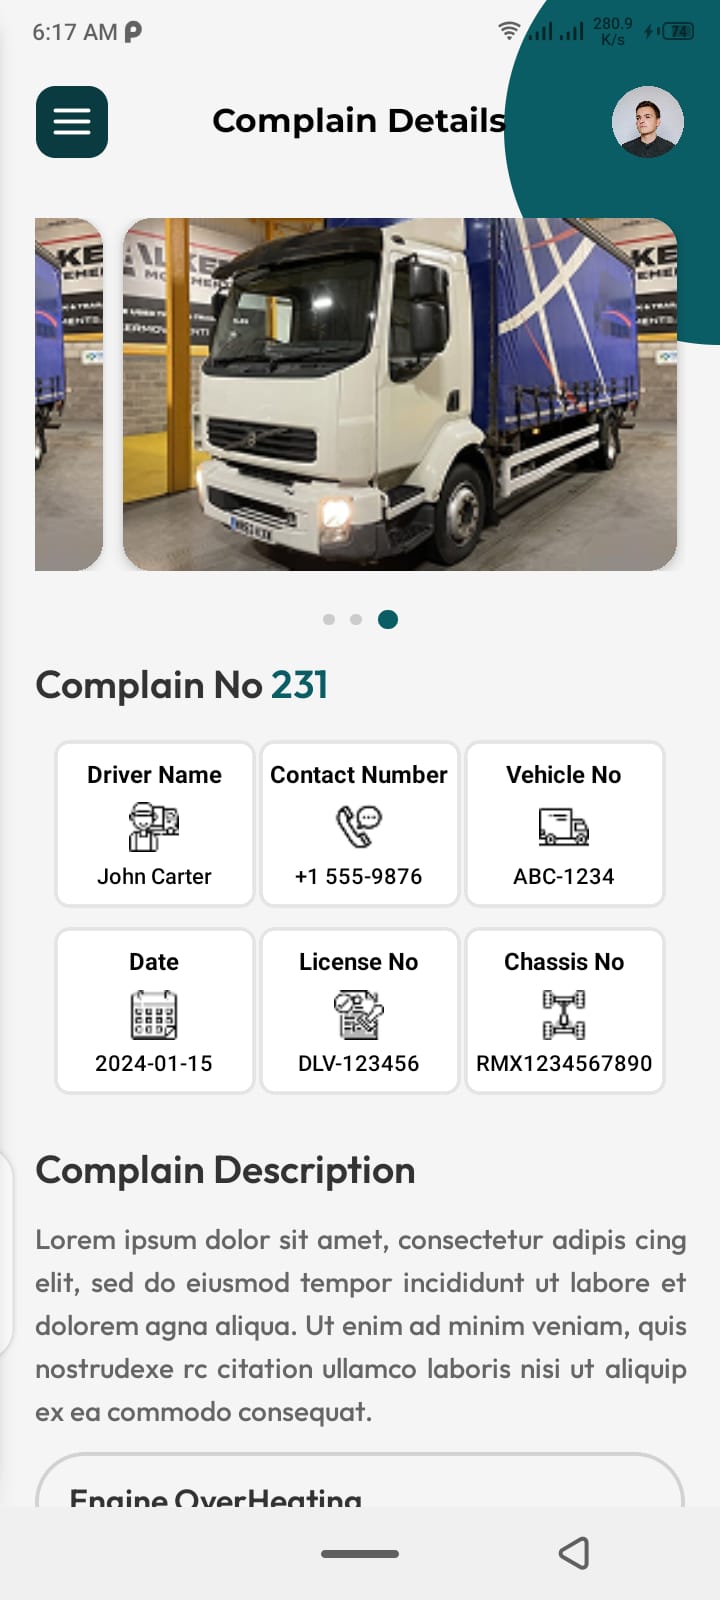 6:17 AM
280.9
K/s
74
Complain Details
Complain No 231
Driver Name
Contact Number
Vehicle No
John Carter
+1 555-9876
ABC-1234
Date
License No
Chassis No
2024-01-15
DLV-123456
RMX1234567890
Complain Description
Lorem ipsum dolor sit amet, consectetur adipis cing
elit, sed do eiusmod tempor incididunt ut labore et
dolorem agna aliqua. Ut enim ad minim veniam, quis
nostrudexe rc citation ullamco laboris nisi ut aliquip
ex ea commodo consequat.
Engine OverHeating